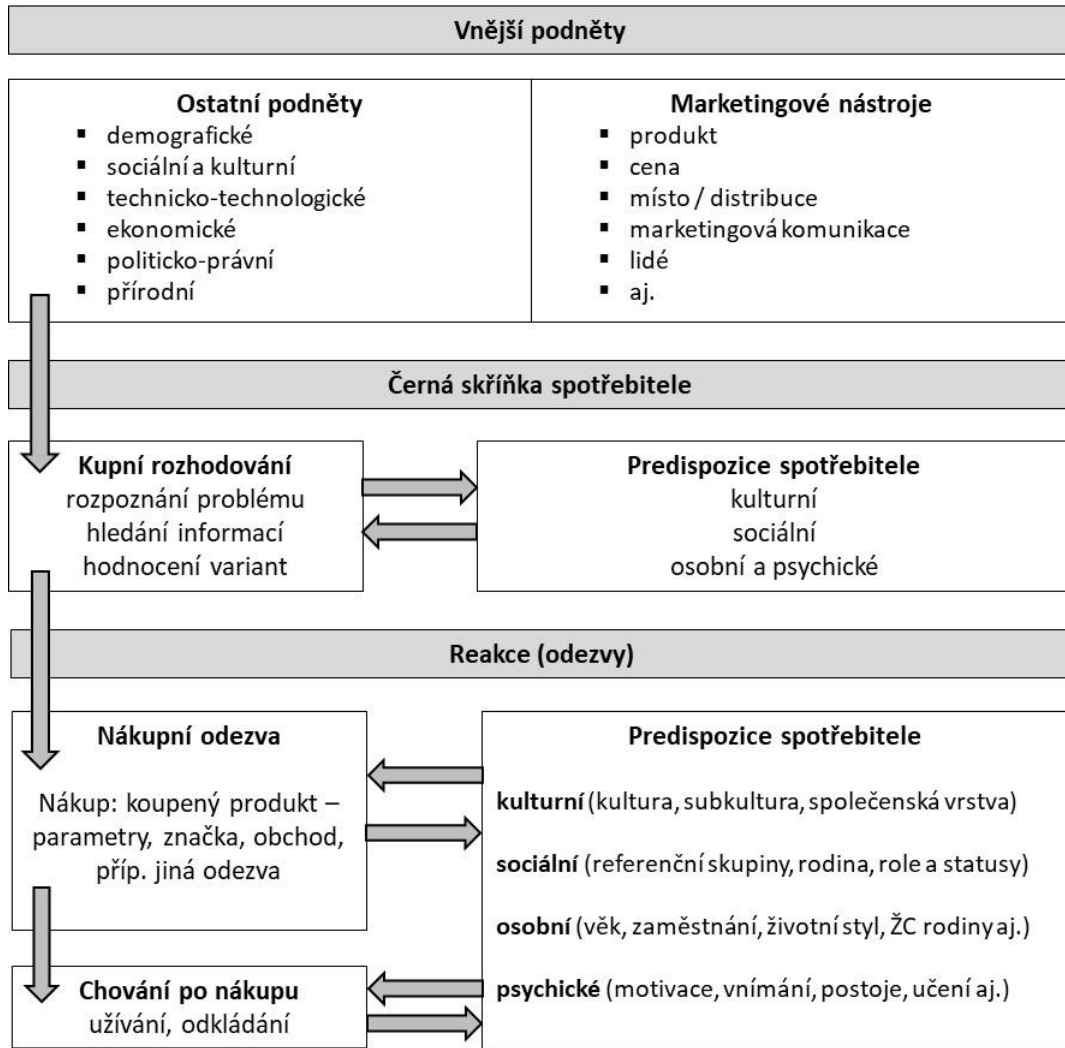 Vnější podněty
Ostatní podněty
▪ demografické
▪ sociální a kulturní
▪ technicko-technologické
▪ ekonomické
▪ politicko-právní
▪ přírodní
Marketingové nástroje
▪ produkt
▪ cena
▪ místo / distribuce
▪ marketingová komunikace
▪ lidé
▪ aj.
Černá skříňka spotřebitele
Kupní rozhodování
rozpoznání problému
hledání informací
hodnocení variant
Predispozice spotřebitele
kulturní
sociální
osobní a psychické
Reakce (odezvy)
Nákupní odezva
Nákup: koupený produkt –
parametry, značka, obchod,
příp. jiná odezva
Chování po nákupu
užívání, odkládání
Predispozice spotřebitele
kulturní (kultura, subkultura, společenská vrstva)
sociální (referenční skupiny, rodina, role a statusy)
osobní (věk, zaměstnání, životní styl, ŽC rodiny aj.)
psychické (motivace, vnímání, postoje, učení aj.)